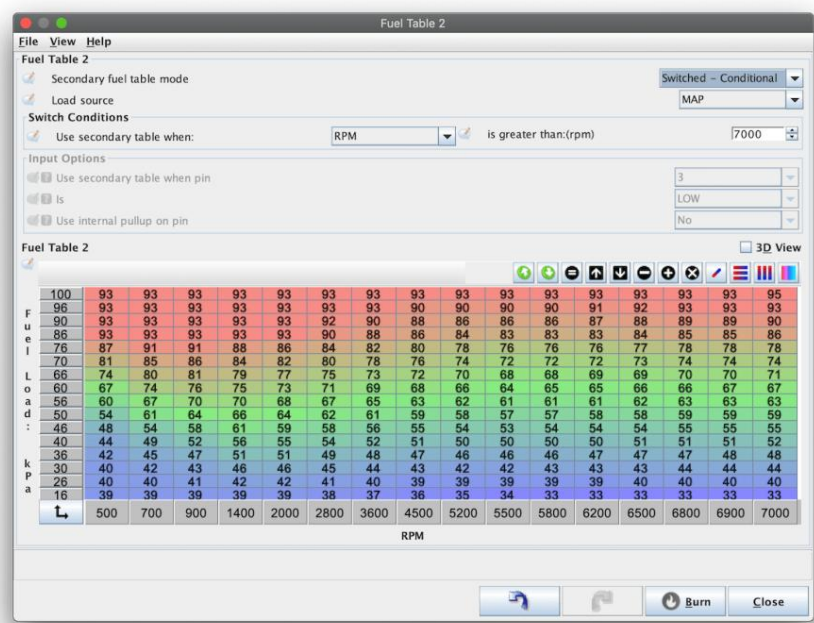 Fuel Table 2
File View Help
Fuel Table 2
Secondary fuel table mode Switched - Conditional
Load source MAP
Switch Conditions
Use secondary table when: RPM is greater than:(rpm) 7000
Input Options
Use secondary table when pin 3
Is LOW
Use internal pullup on pin No
Fuel Table 2 3D View
Fuel Load: kPa
100 93 93 93 93 93 93 93 93 93 93 93 93 93 93 93 95
96 93 93 93 93 93 93 93 90 90 90 90 91 92 93 93 93
90 93 93 93 93 93 92 90 88 86 86 86 87 88 89 89 90
86 93 93 93 93 93 90 88 86 84 83 83 83 84 85 85 86
76 87 91 91 88 86 84 82 80 78 76 76 76 77 78 78 78
70 81 85 86 84 82 80 78 76 74 72 72 72 73 74 74 74
66 74 80 81 79 77 75 73 72 70 68 68 69 69 70 70 71
60 67 74 76 75 73 71 69 68 66 64 65 65 66 66 67 67
56 60 67 70 70 68 67 65 63 62 61 61 61 62 63 63 63
50 54 61 64 66 64 62 61 59 58 57 57 58 58 59 59 59
46 48 54 58 61 59 58 56 55 54 53 54 54 54 55 55 55
40 44 49 52 56 55 54 52 51 50 50 50 50 51 51 51 52
36 42 45 47 51 51 49 48 47 46 46 46 47 47 47 48 48
30 40 42 43 46 46 45 44 43 42 42 43 43 43 44 44 44
26 40 40 41 42 42 41 40 39 39 39 39 39 40 40 40 40
16 39 39 39 39 39 38 37 36 35 34 33 33 33 33 33 33
500 700 900 1400 2000 2800 3600 4500 5200 5500 5800 6200 6500 6800 6900 7000
RPM
Burn Close